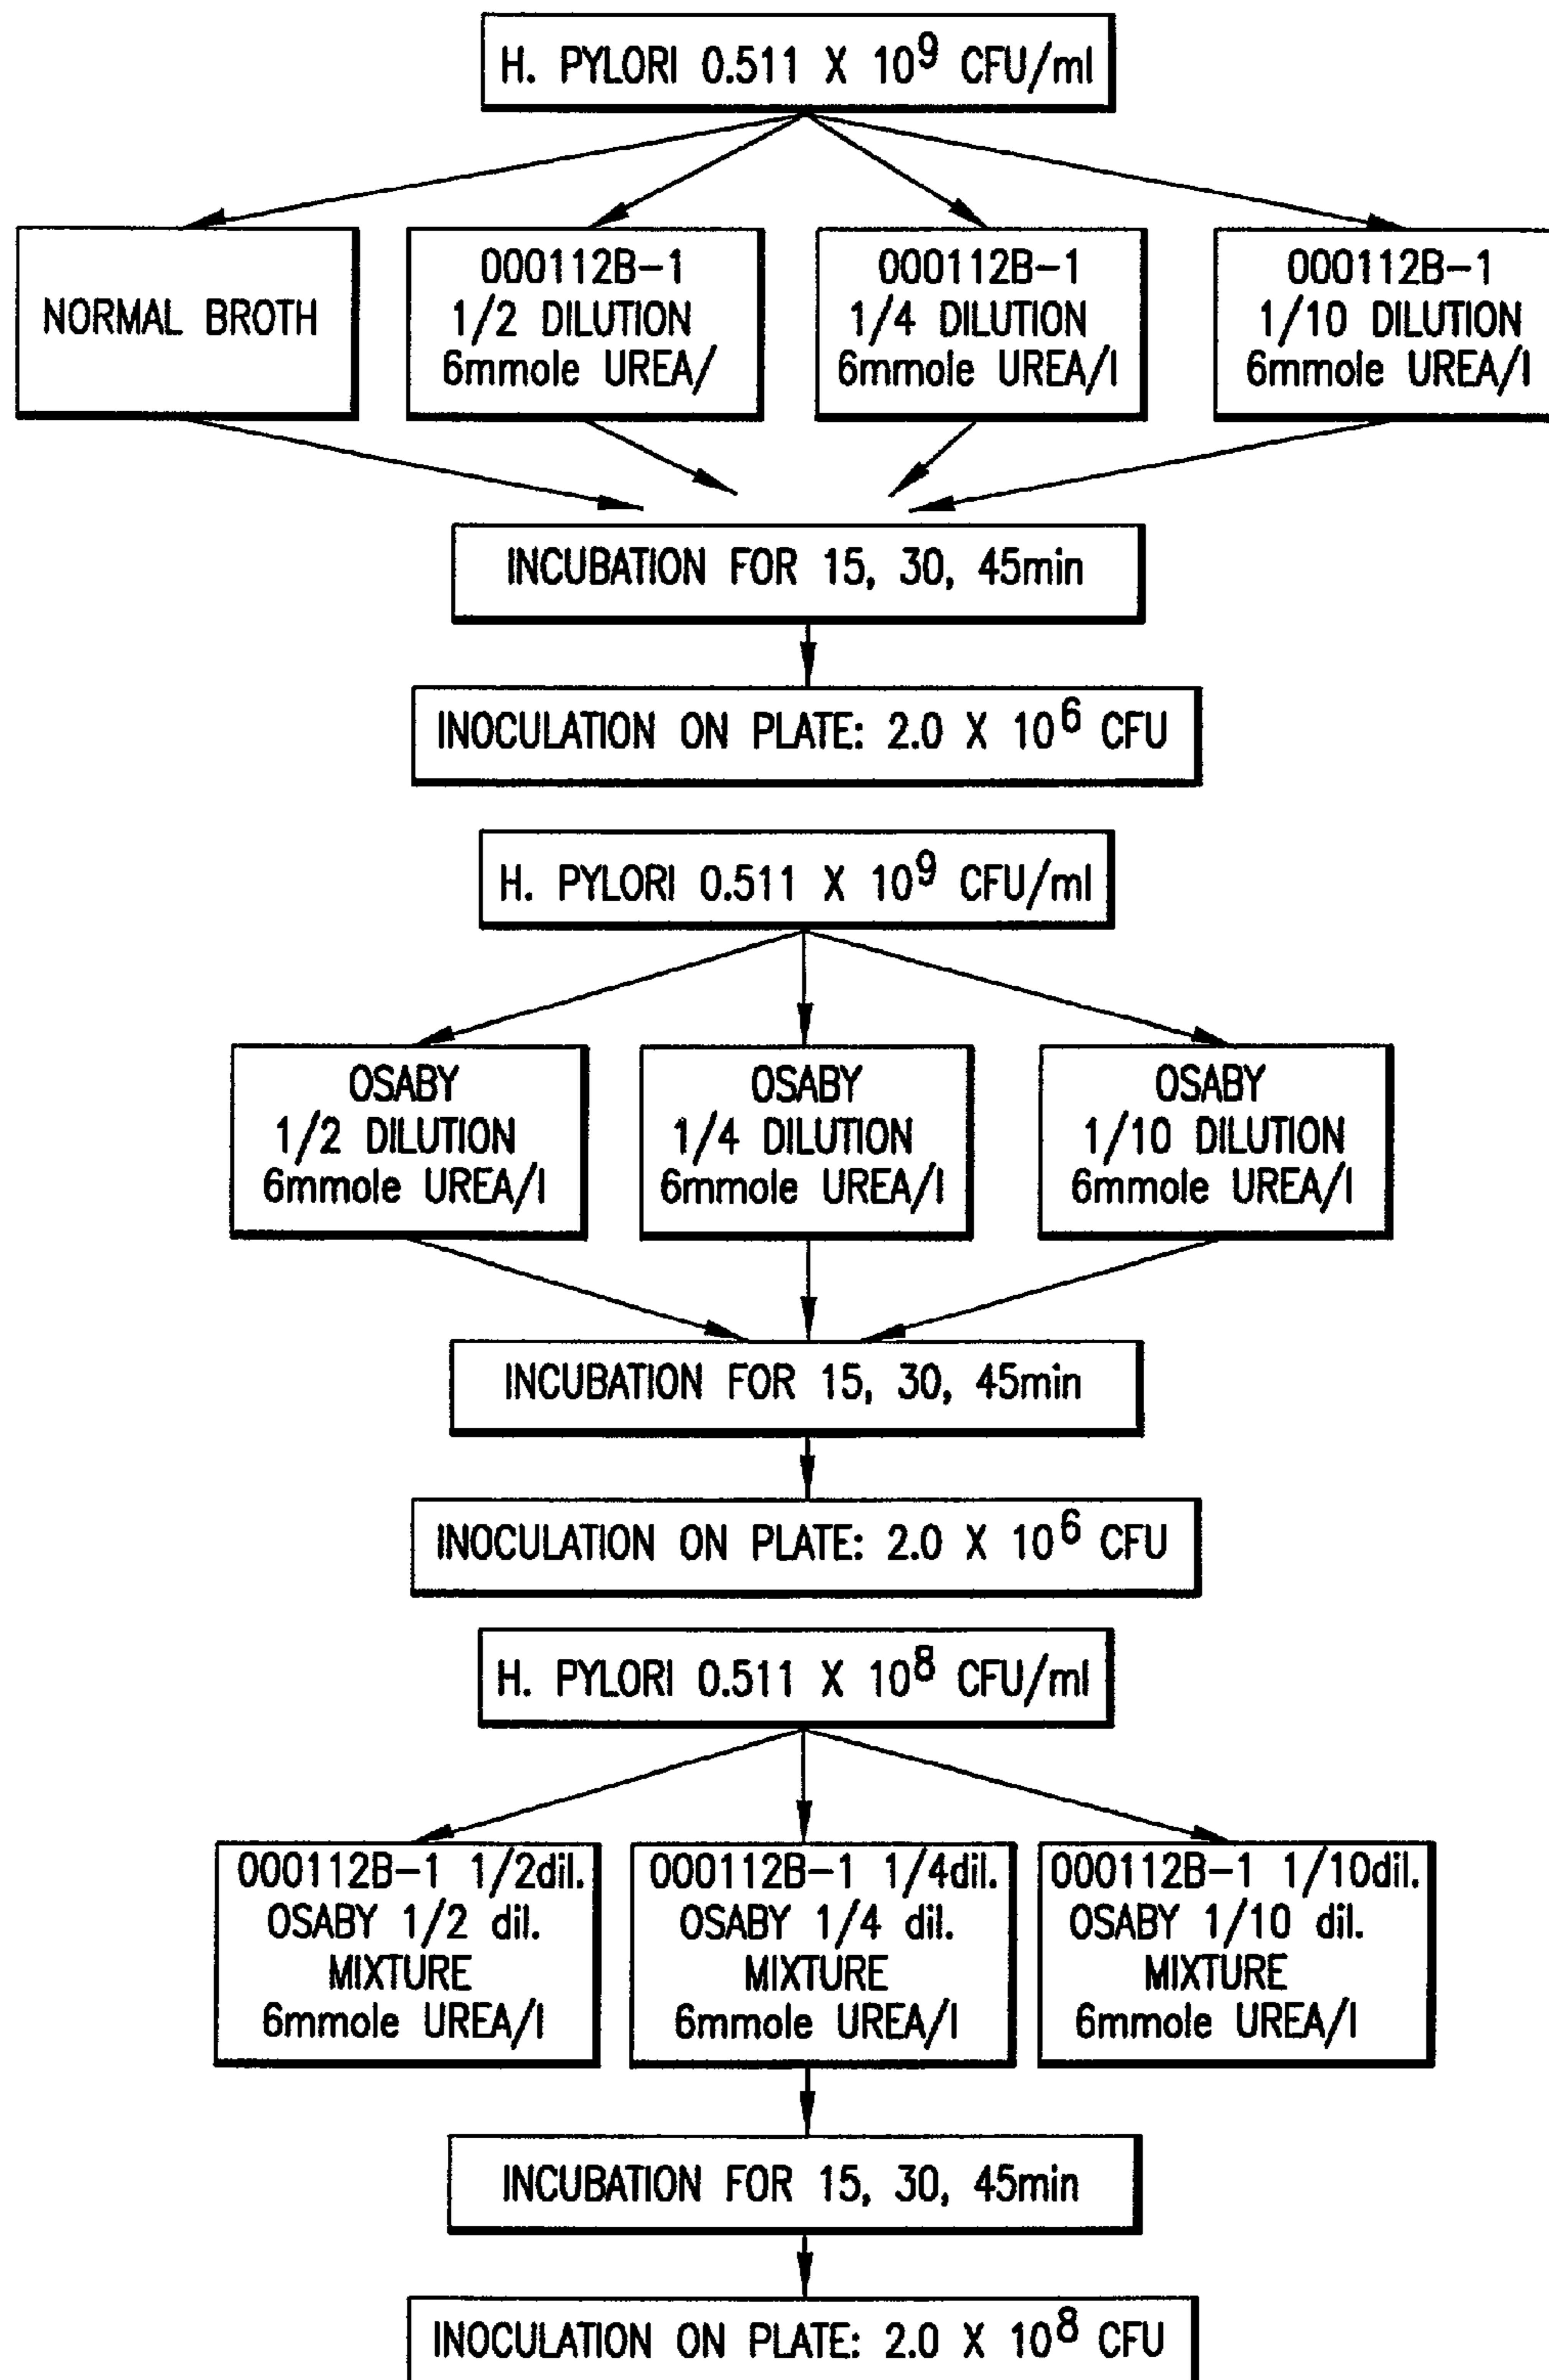 H. PYLORI 0.511 X 10⁹ CFU/ml
NORMAL BROTH
000112B-1
1/2 DILUTION
6mmole UREA/
000112B-1
1/4 DILUTION
6mmole UREA/l
000112B-1
1/10 DILUTION
6mmole UREA/l
INCUBATION FOR 15, 30, 45min
INOCULATION ON PLATE: 2.0 X 10⁶ CFU
H. PYLORI 0.511 X 10⁹ CFU/ml
OSABY
1/2 DILUTION
6mmole UREA/l
OSABY
1/4 DILUTION
6mmole UREA/l
OSABY
1/10 DILUTION
6mmole UREA/l
INCUBATION FOR 15, 30, 45min
INOCULATION ON PLATE: 2.0 X 10⁶ CFU
H. PYLORI 0.511 X 10⁸ CFU/ml
000112B-1 1/2dil.
OSABY 1/2 dil.
MIXTURE
6mmole UREA/l
000112B-1 1/4dil.
OSABY 1/4 dil.
MIXTURE
6mmole UREA/l
000112B-1 1/10dil.
OSABY 1/10 dil.
MIXTURE
6mmole UREA/l
INCUBATION FOR 15, 30, 45min
INOCULATION ON PLATE: 2.0 X 10⁸ CFU